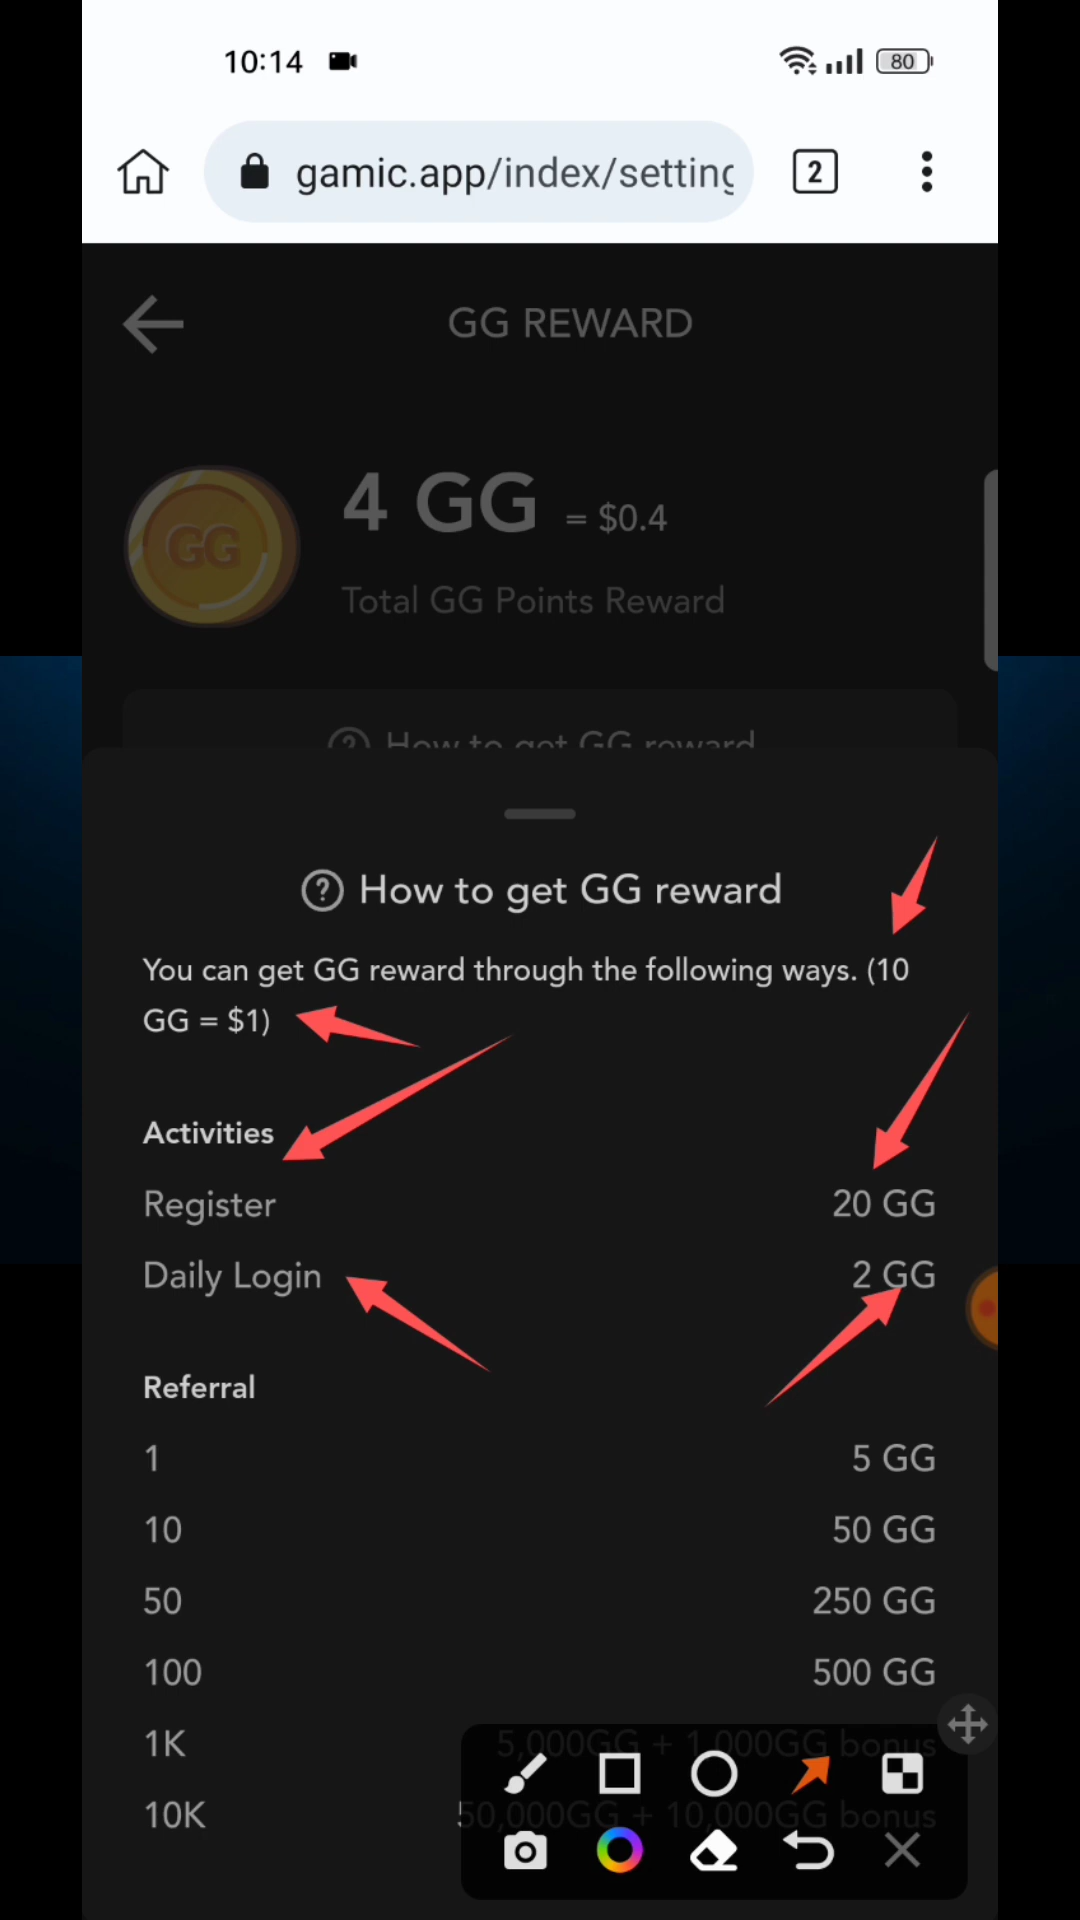 10:14
80
gamic.app/index/setting
2
GG REWARD
GG
4 GG = $0.4
Total GG Points Reward
How to get GG reward
How to get GG reward
You can get GG reward through the following ways. (10
GG = $1)
Activities
Register 20 GG
Daily Login 2 GG
Referral
1 5 GG
10 50 GG
50 250 GG
100 500 GG
1K 5,000GG + 1,000GG bonus
10K 50,000GG + 10,000GG bonus